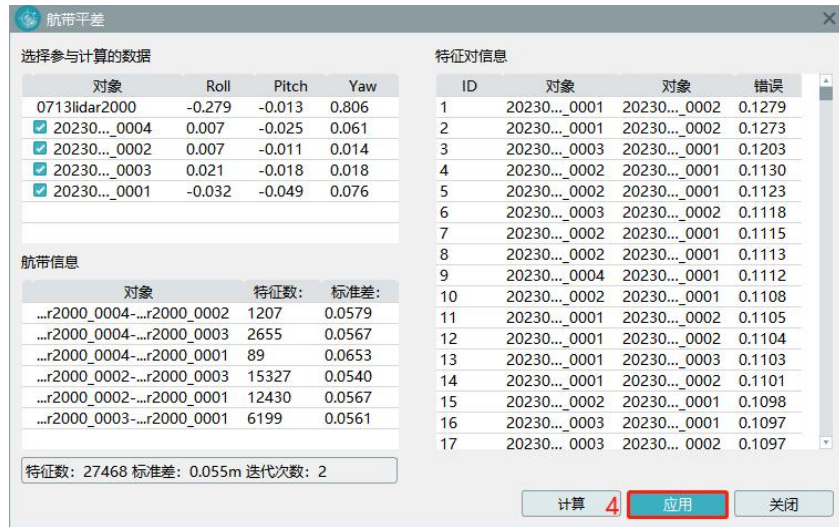 航带平差
选择参与计算的数据
对象 Roll Pitch Yaw
0713lidar2000 -0.279 -0.013 0.806
20230..._0004 0.007 -0.025 0.061
20230..._0002 0.007 -0.011 0.014
20230..._0003 0.021 -0.018 0.018
20230..._0001 -0.032 -0.049 0.076
航带信息
对象 特征数: 标准差:
...r2000_0004-...r2000_0002 1207 0.0579
...r2000_0004-...r2000_0003 2655 0.0567
...r2000_0004-...r2000_0001 89 0.0653
...r2000_0002-...r2000_0003 15327 0.0540
...r2000_0002-...r2000_0001 12430 0.0567
...r2000_0003-...r2000_0001 6199 0.0561
特征数: 27468 标准差: 0.055m 迭代次数: 2
特征对信息
ID 对象 对象 错误
1 20230..._0001 20230..._0002 0.1279
2 20230..._0001 20230..._0002 0.1273
3 20230..._0003 20230..._0001 0.1203
4 20230..._0002 20230..._0001 0.1130
5 20230..._0002 20230..._0001 0.1123
6 20230..._0003 20230..._0002 0.1118
7 20230..._0002 20230..._0001 0.1115
8 20230..._0002 20230..._0001 0.1113
9 20230..._0004 20230..._0001 0.1112
10 20230..._0002 20230..._0001 0.1108
11 20230..._0001 20230..._0002 0.1105
12 20230..._0001 20230..._0002 0.1104
13 20230..._0001 20230..._0003 0.1103
14 20230..._0001 20230..._0002 0.1101
15 20230..._0002 20230..._0001 0.1098
16 20230..._0003 20230..._0001 0.1097
17 20230..._0003 20230..._0002 0.1097
计算 4 应用 关闭